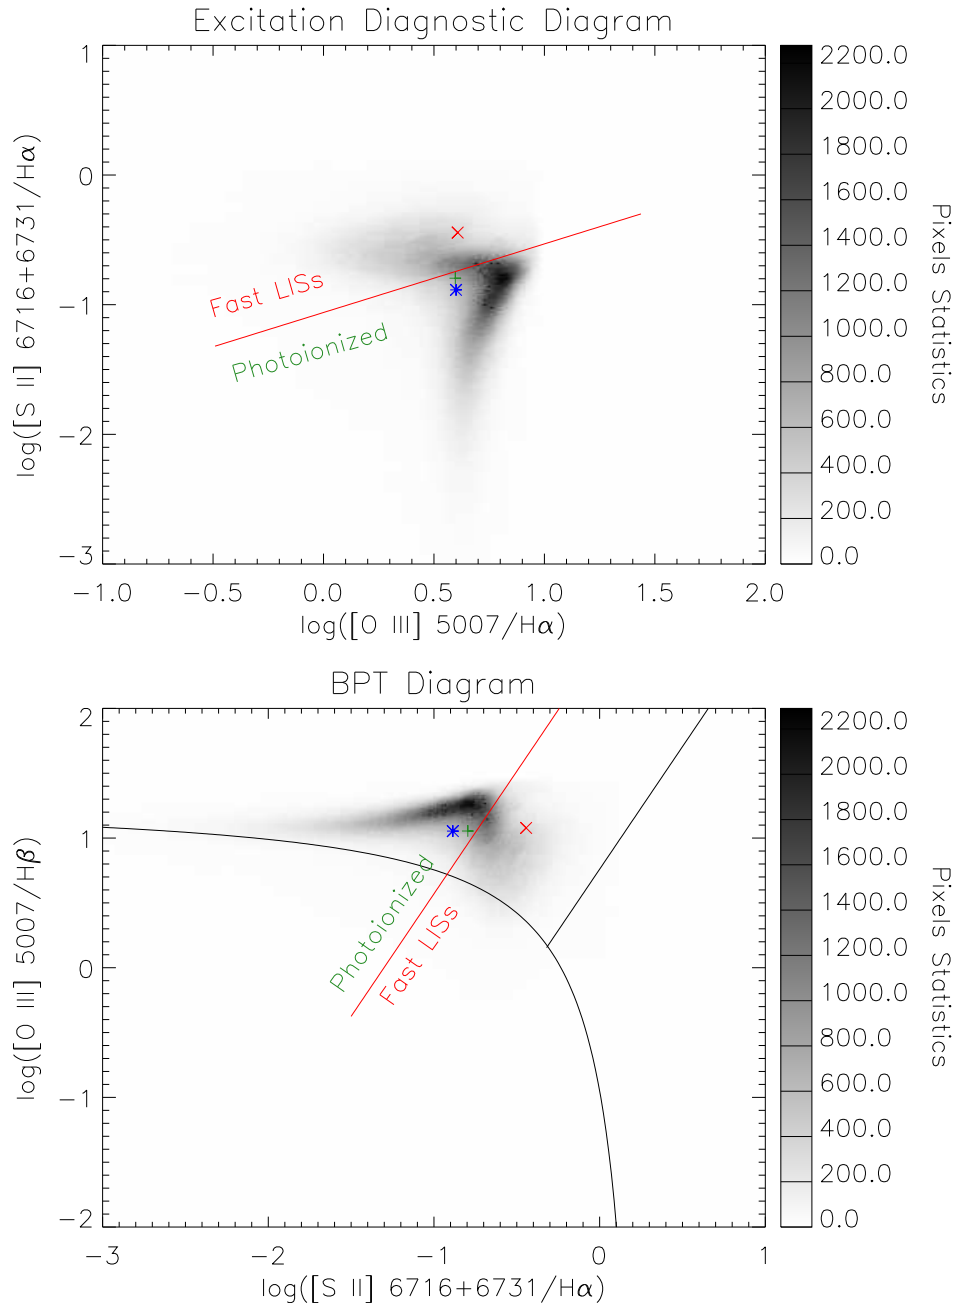 Excitation Diagnostic Diagram
1
0
−1
−2
−3
log([S II] 6716+6731/Hα)
Fast LISs
Photoionized
−1.0 −0.5 0.0 0.5 1.0 1.5 2.0
log([O III] 5007/Hα)
2200.0
2000.0
1800.0
1600.0
1400.0
1200.0
1000.0
800.0
600.0
400.0
200.0
0.0
Pixels Statistics
BPT Diagram
2
1
0
−1
−2
log([O III] 5007/Hβ)
Photoionized
Fast LISs
−3 −2 −1 0 1
log([S II] 6716+6731/Hα)
2200.0
2000.0
1800.0
1600.0
1400.0
1200.0
1000.0
800.0
600.0
400.0
200.0
0.0
Pixels Statistics